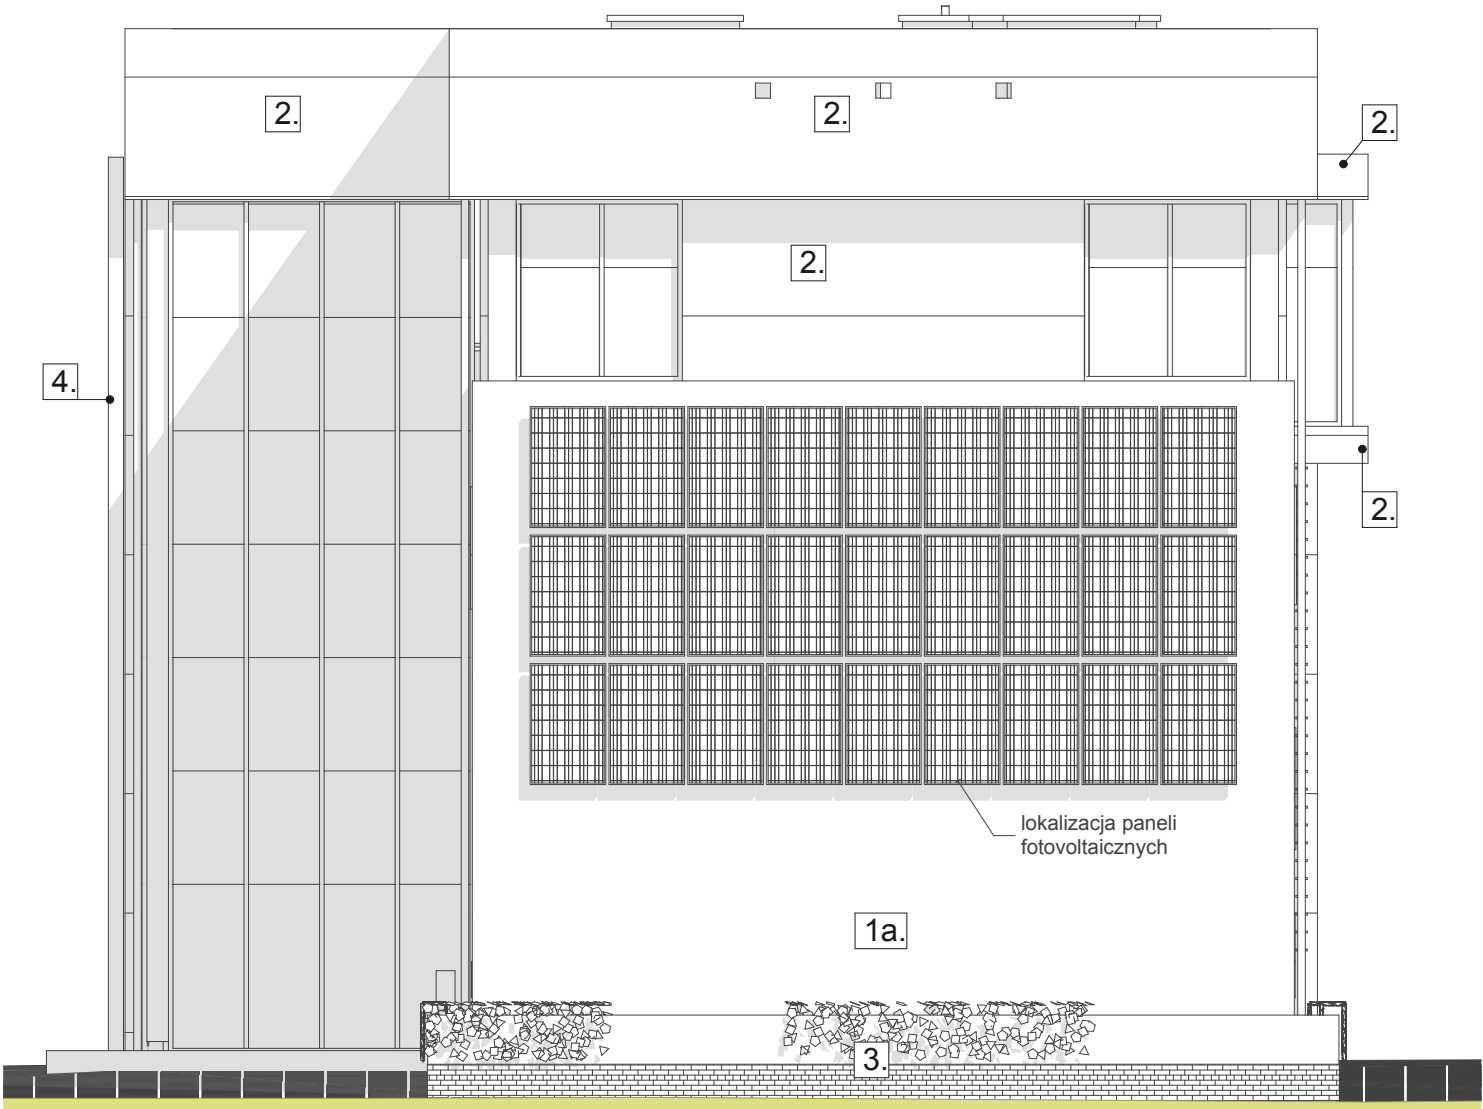 2.
2.
2.
2.
4.
2.
lokalizacja paneli
fotovoltaicznych
1a.
3.